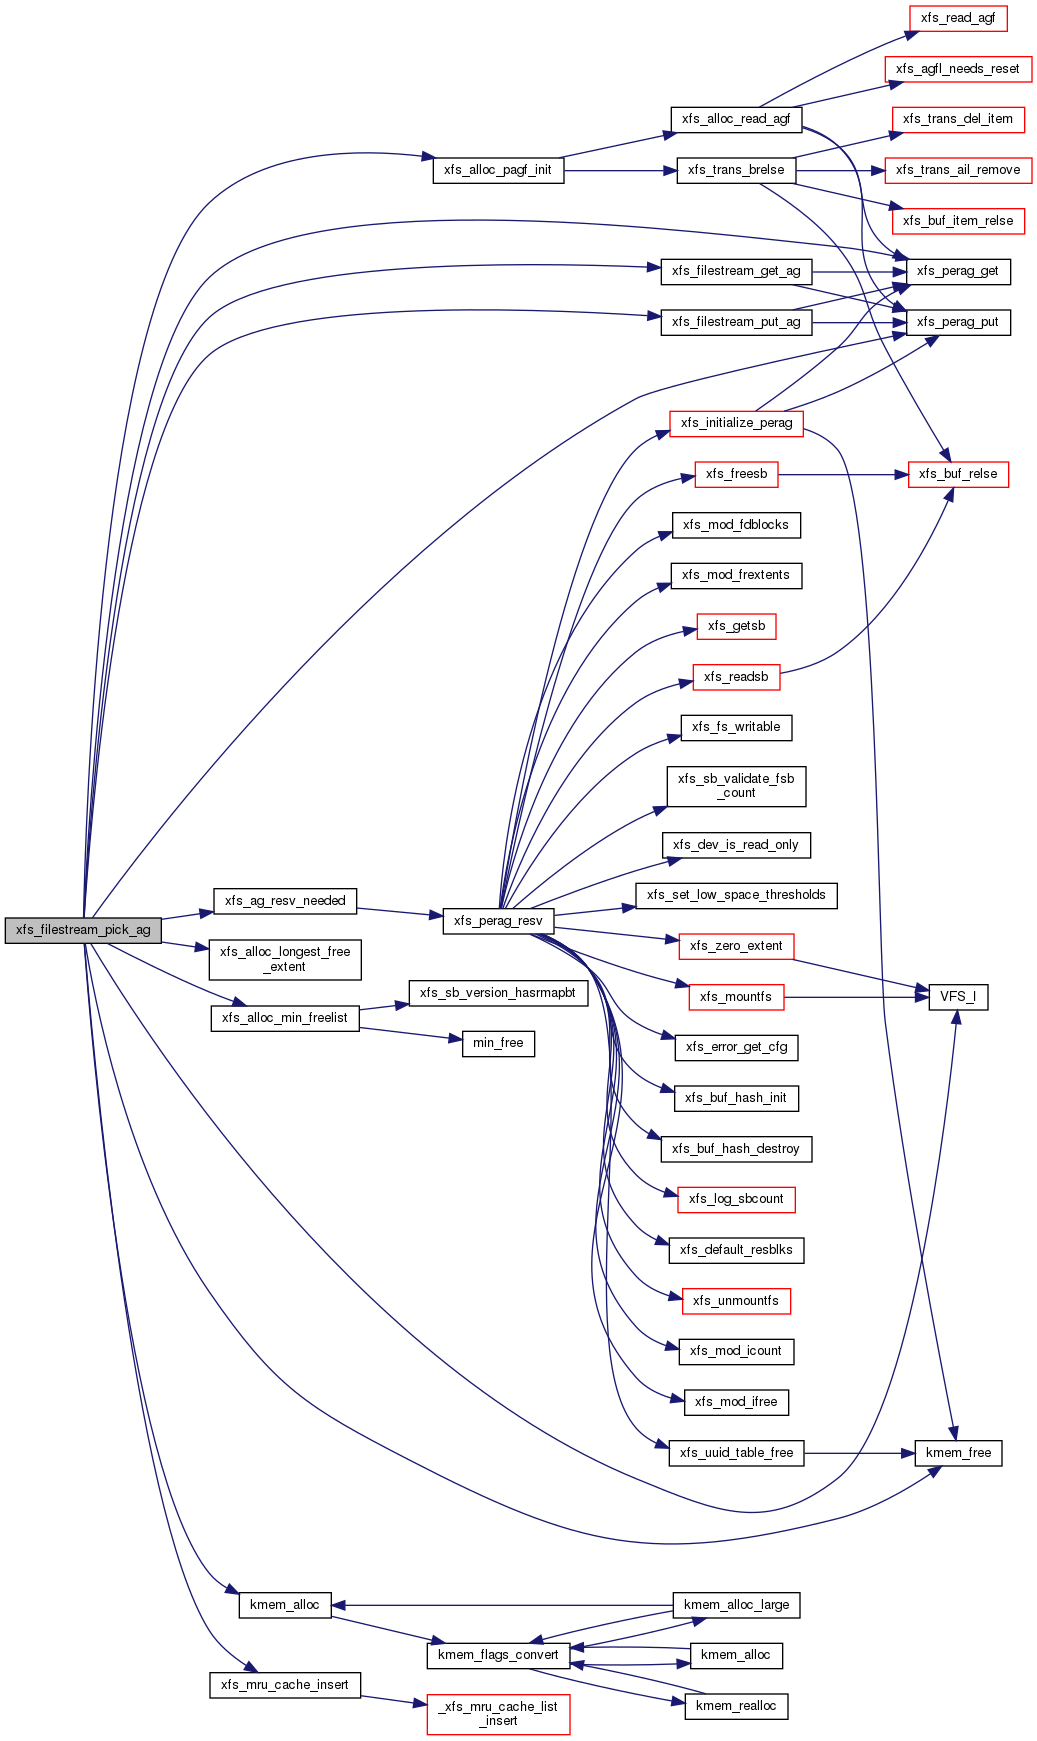 xfs_read_agf
xfs_agfl_needs_reset
xfs_alloc_read_agf
xfs_trans_del_item
xfs_alloc_pagf_init
xfs_trans_brelse
xfs_trans_ail_remove
xfs_buf_item_relse
xfs_filestream_get_ag
xfs_perag_get
xfs_filestream_put_ag
xfs_perag_put
xfs_initialize_perag
xfs_freesb
xfs_buf_relse
xfs_mod_fdblocks
xfs_mod_frextents
xfs_getsb
xfs_readsb
xfs_fs_writable
xfs_sb_validate_fsb
_count
xfs_dev_is_read_only
xfs_set_low_space_thresholds
xfs_ag_resv_needed
xfs_perag_resv
xfs_filestream_pick_ag
xfs_zero_extent
xfs_alloc_longest_free
_extent
xfs_sb_version_hasrmapbt
xfs_mountfs
VFS_I
xfs_alloc_min_freelist
min_free
xfs_error_get_cfg
xfs_buf_hash_init
xfs_buf_hash_destroy
xfs_log_sbcount
xfs_default_resblks
xfs_unmountfs
xfs_mod_icount
xfs_mod_ifree
xfs_uuid_table_free
kmem_free
kmem_alloc
kmem_alloc_large
kmem_flags_convert
kmem_alloc
xfs_mru_cache_insert
kmem_realloc
_xfs_mru_cache_list
_insert